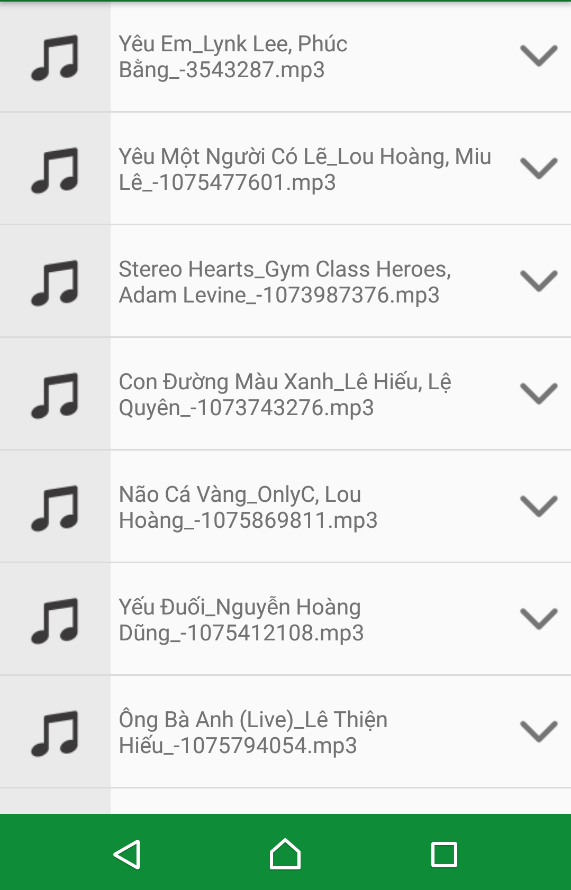 Yêu Em_Lynk Lee, Phúc
Bằng_-3543287.mp3
Yêu Một Người Có Lẽ_Lou Hoàng, Miu
Lê_-1075477601.mp3
Stereo Hearts_Gym Class Heroes,
Adam Levine_-1073987376.mp3
Con Đường Màu Xanh_Lê Hiếu, Lệ
Quyên_-1073743276.mp3
Não Cá Vàng_OnlyC, Lou
Hoàng_-1075869811.mp3
Yếu Đuối_Nguyễn Hoàng
Dũng_-1075412108.mp3
Ông Bà Anh (Live)_Lê Thiện
Hiếu_-1075794054.mp3